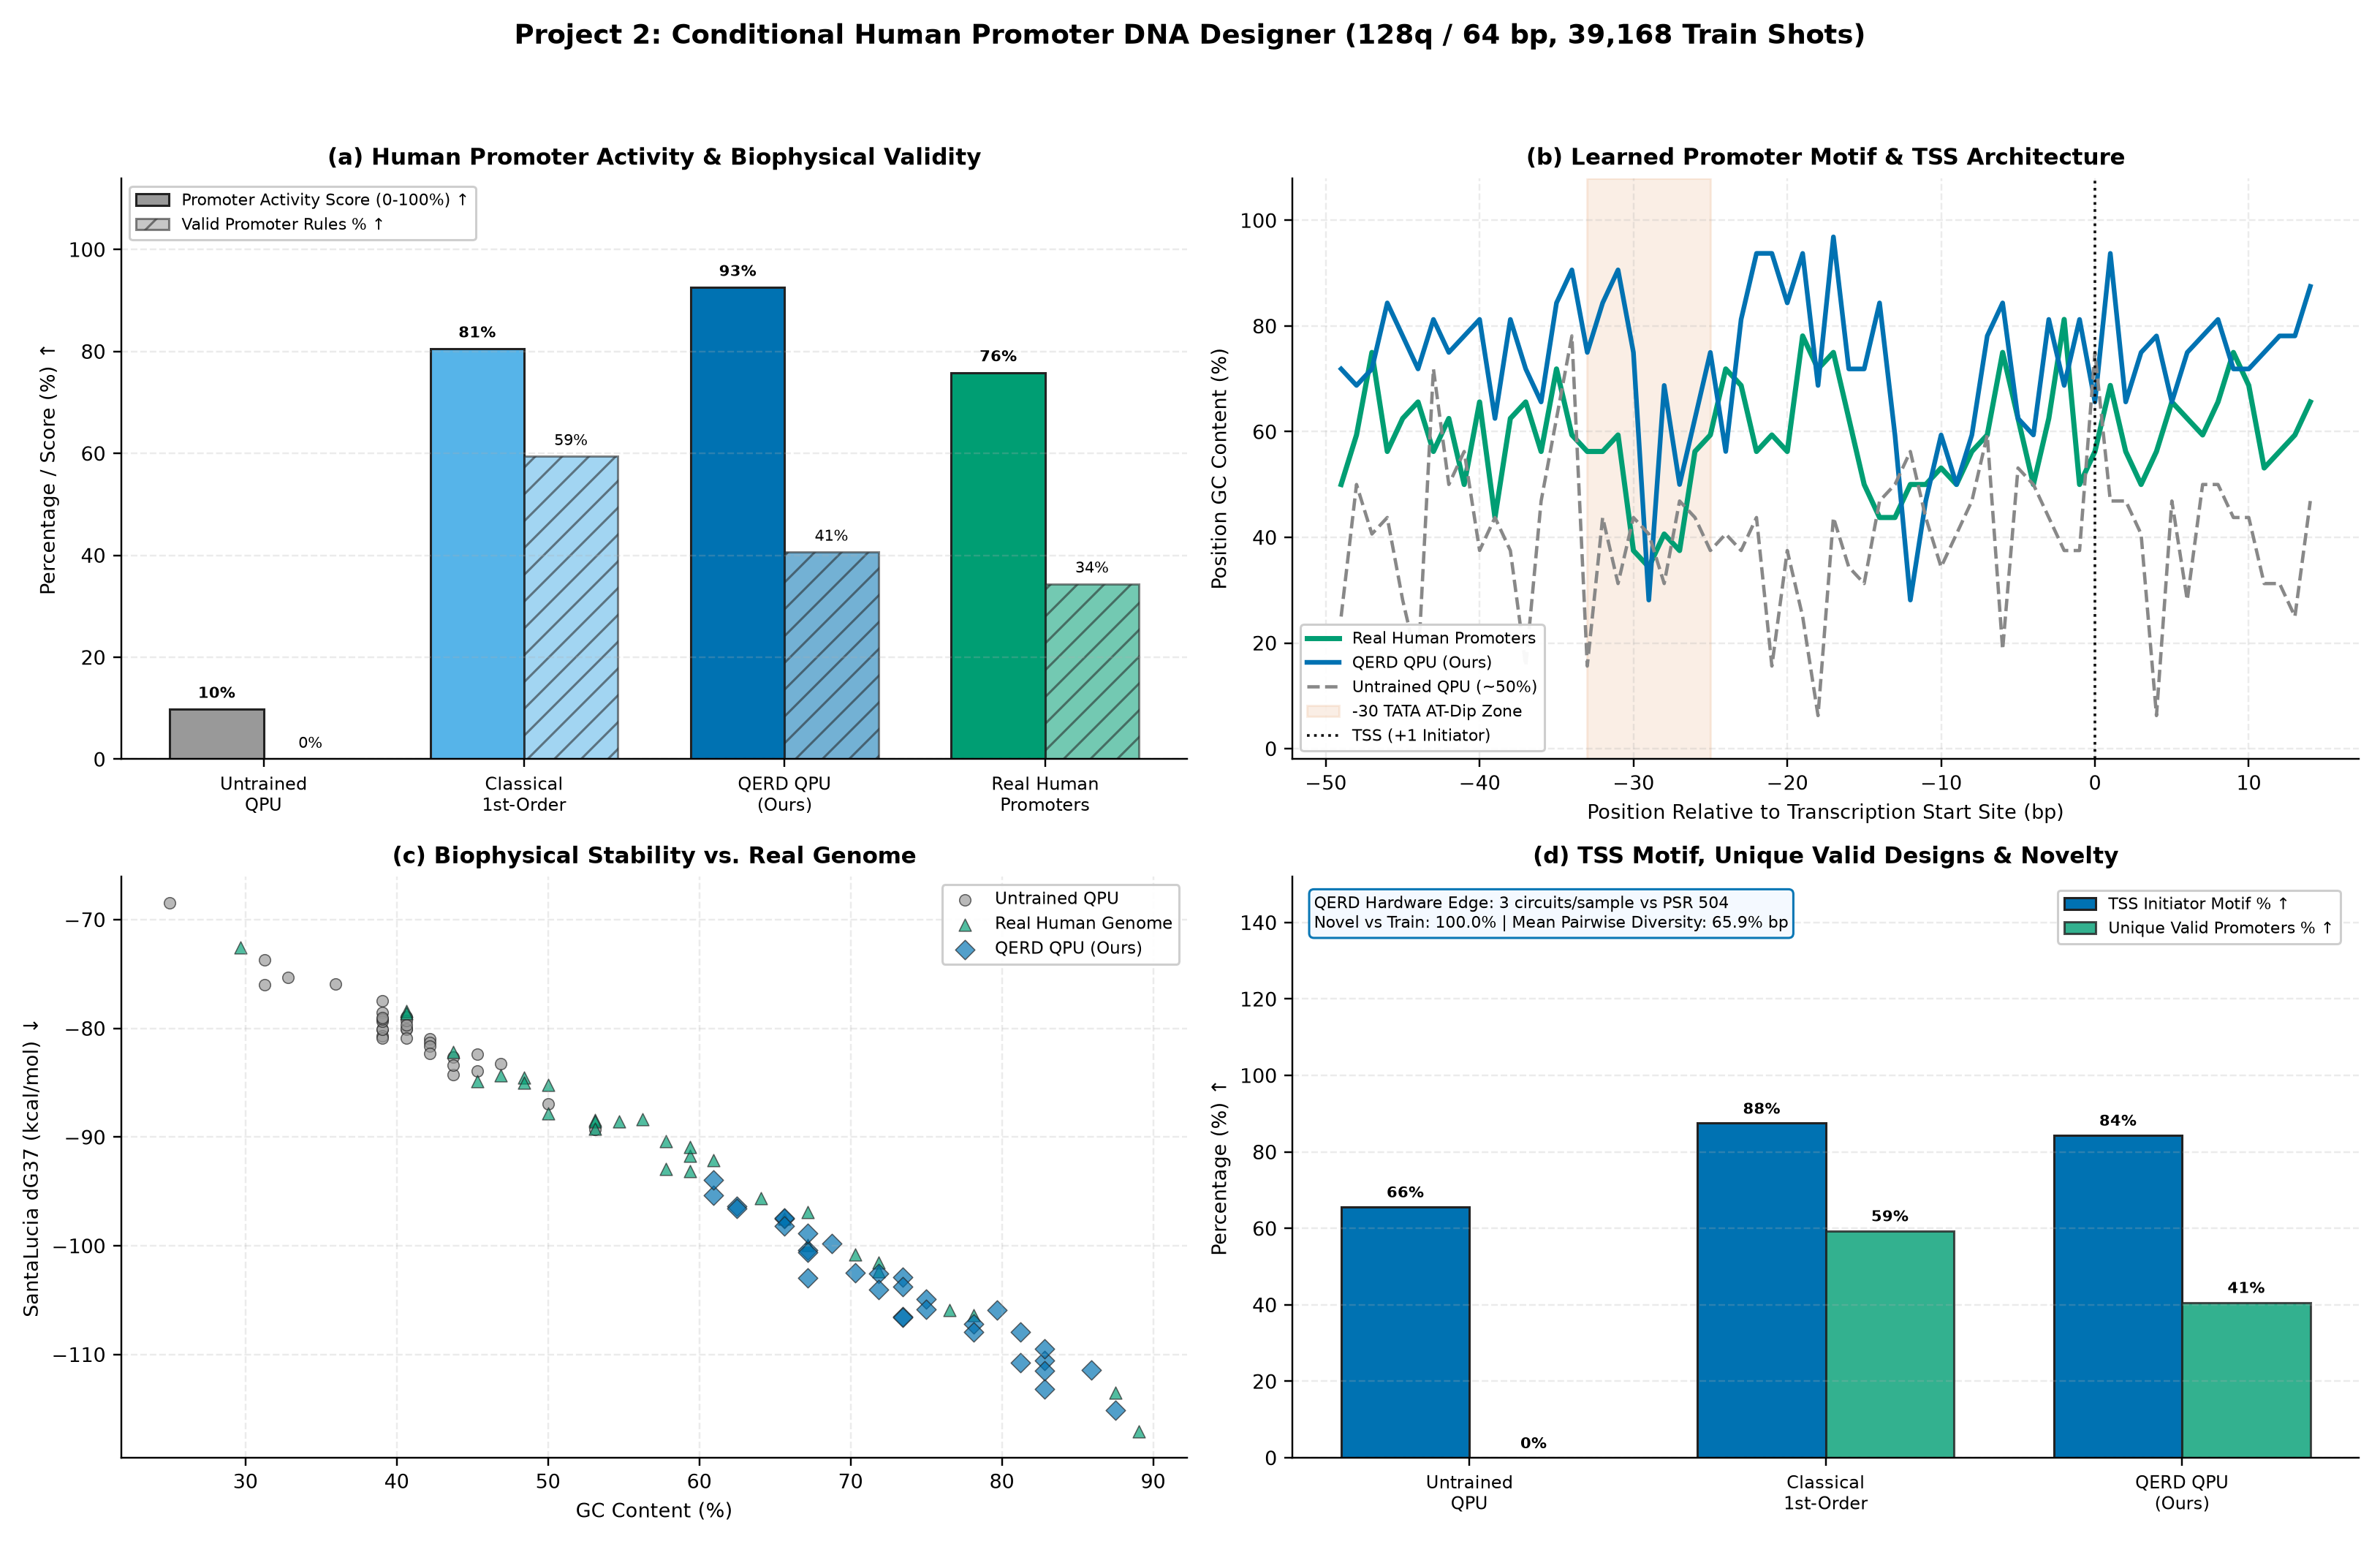 Project 2: Conditional Human Promoter DNA Designer (128q / 64 bp, 39,168 Train Shots)
(a) Human Promoter Activity & Biophysical Validity
Promoter Activity Score (0-100%) ↑
Valid Promoter Rules % ↑
Percentage / Score (%) ↑
100
80
60
40
20
0
10%
0%
81%
59%
93%
41%
76%
34%
Untrained
QPU
Classical
1st-Order
QERD QPU
(Ours)
Real Human
Promoters
(b) Learned Promoter Motif & TSS Architecture
Position GC Content (%)
100
80
60
40
20
0
Real Human Promoters
QERD QPU (Ours)
Untrained QPU (~50%)
-30 TATA AT-Dip Zone
TSS (+1 Initiator)
−50
−40
−30
−20
−10
0
10
Position Relative to Transcription Start Site (bp)
(c) Biophysical Stability vs. Real Genome
Untrained QPU
Real Human Genome
QERD QPU (Ours)
SantaLucia dG37 (kcal/mol) ↓
−70
−80
−90
−100
−110
30
40
50
60
70
80
90
GC Content (%)
(d) TSS Motif, Unique Valid Designs & Novelty
QERD Hardware Edge: 3 circuits/sample vs PSR 504
Novel vs Train: 100.0% | Mean Pairwise Diversity: 65.9% bp
TSS Initiator Motif % ↑
Unique Valid Promoters % ↑
Percentage (%) ↑
140
120
100
80
60
40
20
0
66%
0%
88%
59%
84%
41%
Untrained
QPU
Classical
1st-Order
QERD QPU
(Ours)